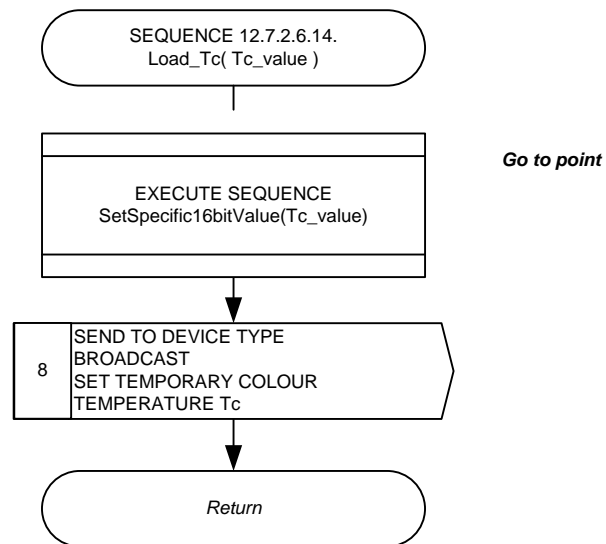 SEQUENCE 12.7.2.6.14.
Load_Tc( Tc_value )
Go to point
EXECUTE SEQUENCE
SetSpecific16bitValue(Tc_value)
8
SEND TO DEVICE TYPE
BROADCAST
SET TEMPORARY COLOUR
TEMPERATURE Tc
Return